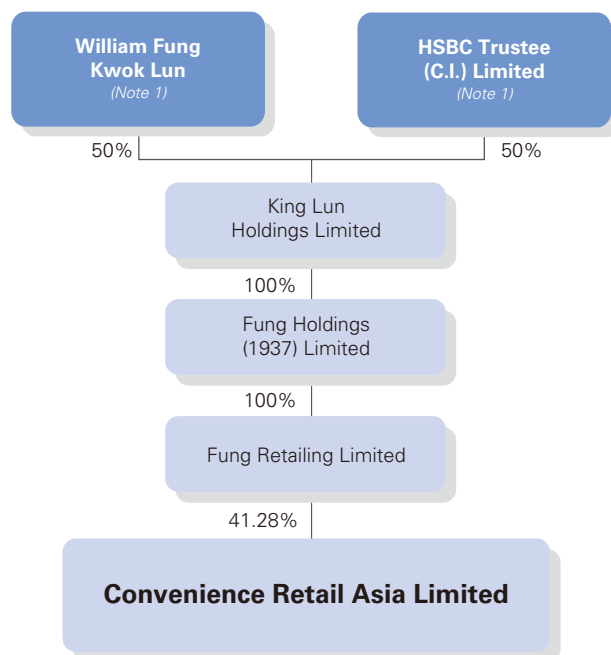 William Fung
Kwok Lun
(Note 1)
HSBC Trustee
(C.I.) Limited
(Note 1)
50%
50%
King Lun
Holdings Limited
100%
Fung Holdings
(1937) Limited
100%
Fung Retailing Limited
41.28%
Convenience Retail Asia Limited